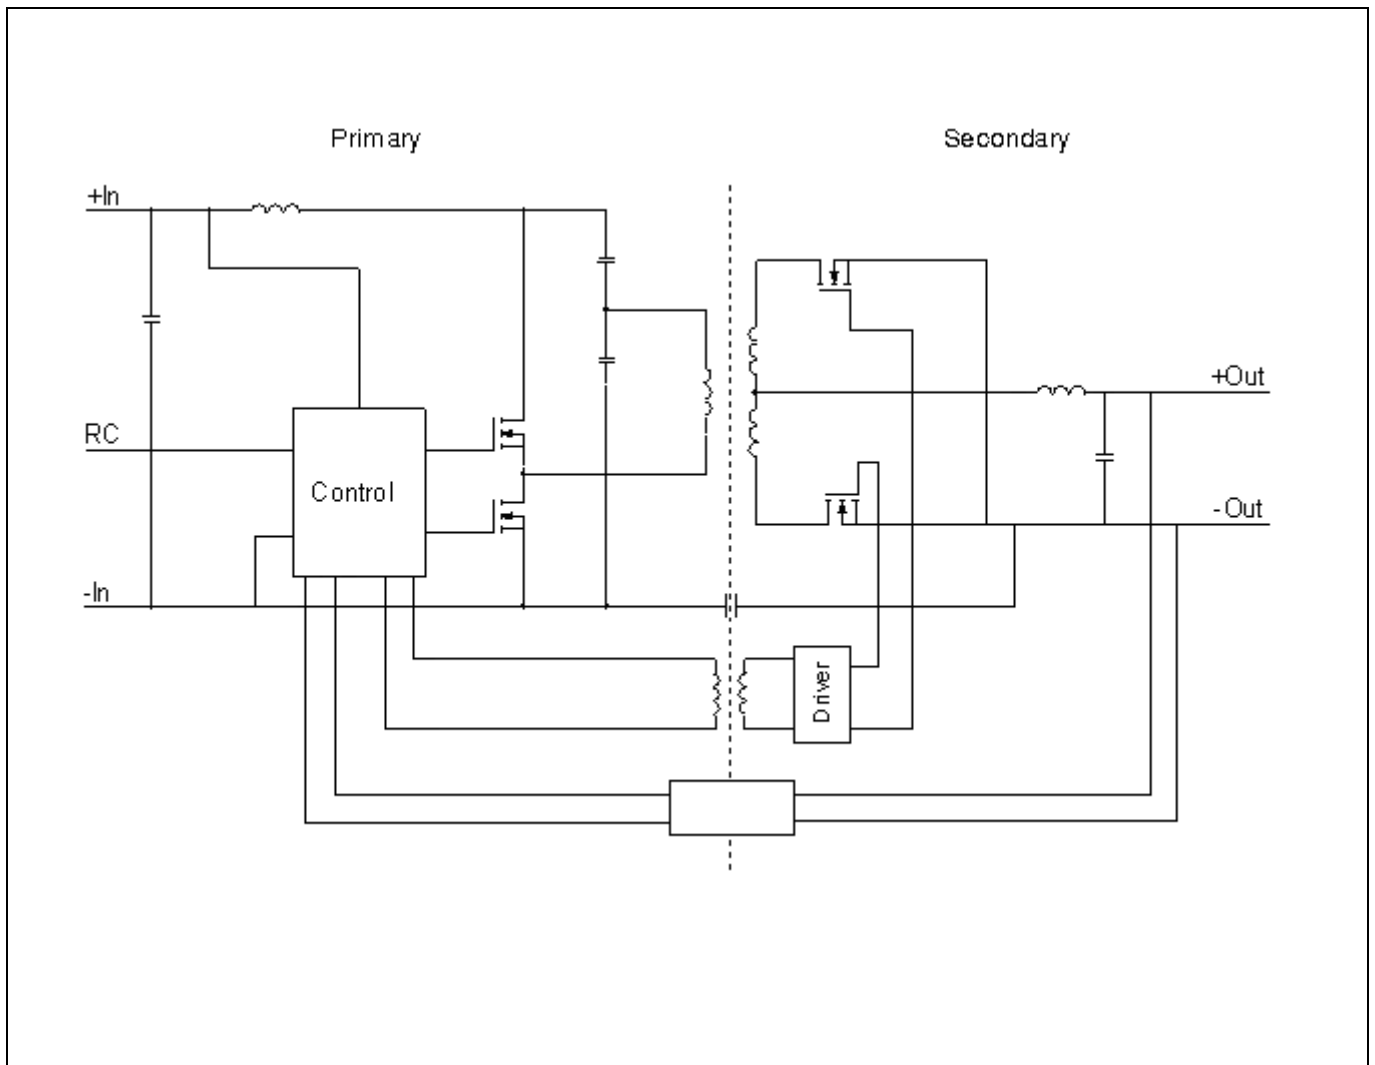 Primary
Secondary
+In
+Out
RC
Control
-Out
-In
Driver